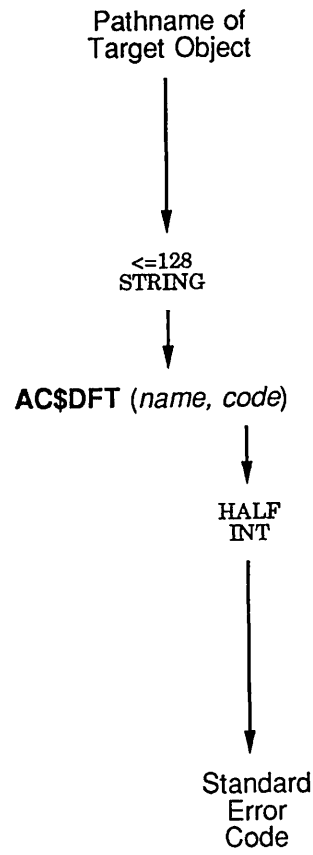 Pathname of
Target Object
<=128
STRING
AC$DFT (name, code)
HALF
INT
Standard
Error
Code